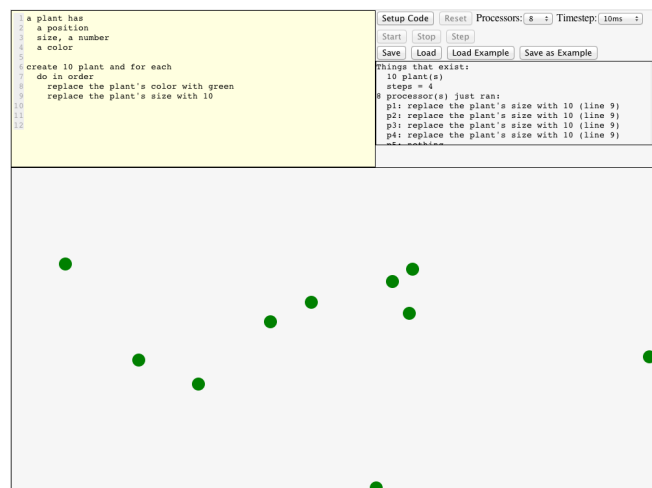 1 a plant has
2 a position
3 size, a number
4 a color
5
6 create 10 plant and for each
7 do in order
8 replace the plant's color with green
9 replace the plant's size with 10
10
11
12
Setup Code Reset Processors: 8 Timestep: 10ms
Start Stop Step
Save Load Load Example Save as Example
Things that exist:
10 plant(s)
steps = 4
8 processor(s) just ran:
p1: replace the plant's size with 10 (line 9)
p2: replace the plant's size with 10 (line 9)
p3: replace the plant's size with 10 (line 9)
p4: replace the plant's size with 10 (line 9)
p5: nothing